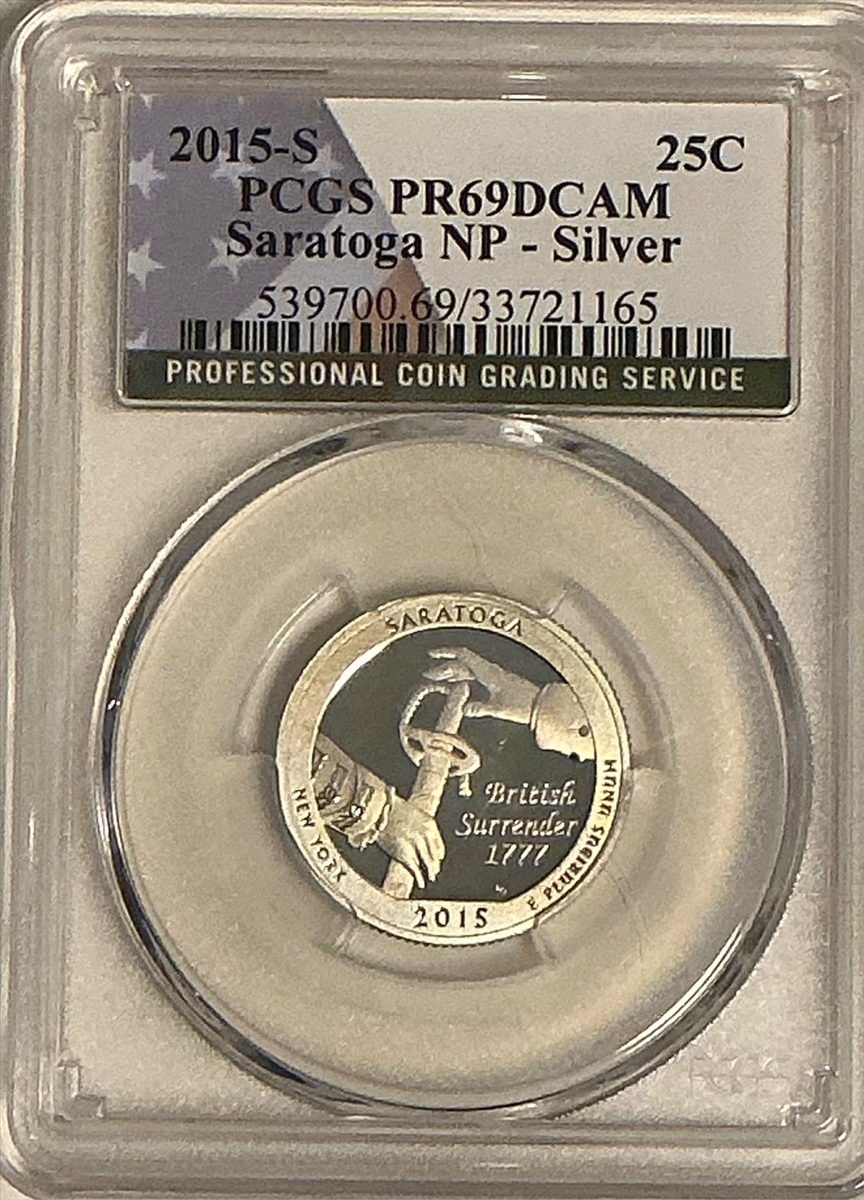 2015-S 25C
PCGS PR69DCAM
Saratoga NP - Silver
539700.69/33721165
PROFESSIONAL COIN GRADING SERVICE
SARATOGA
British
Surrender
1777
NEW YORK
E PLURIBUS UNUM
2015
PCGS